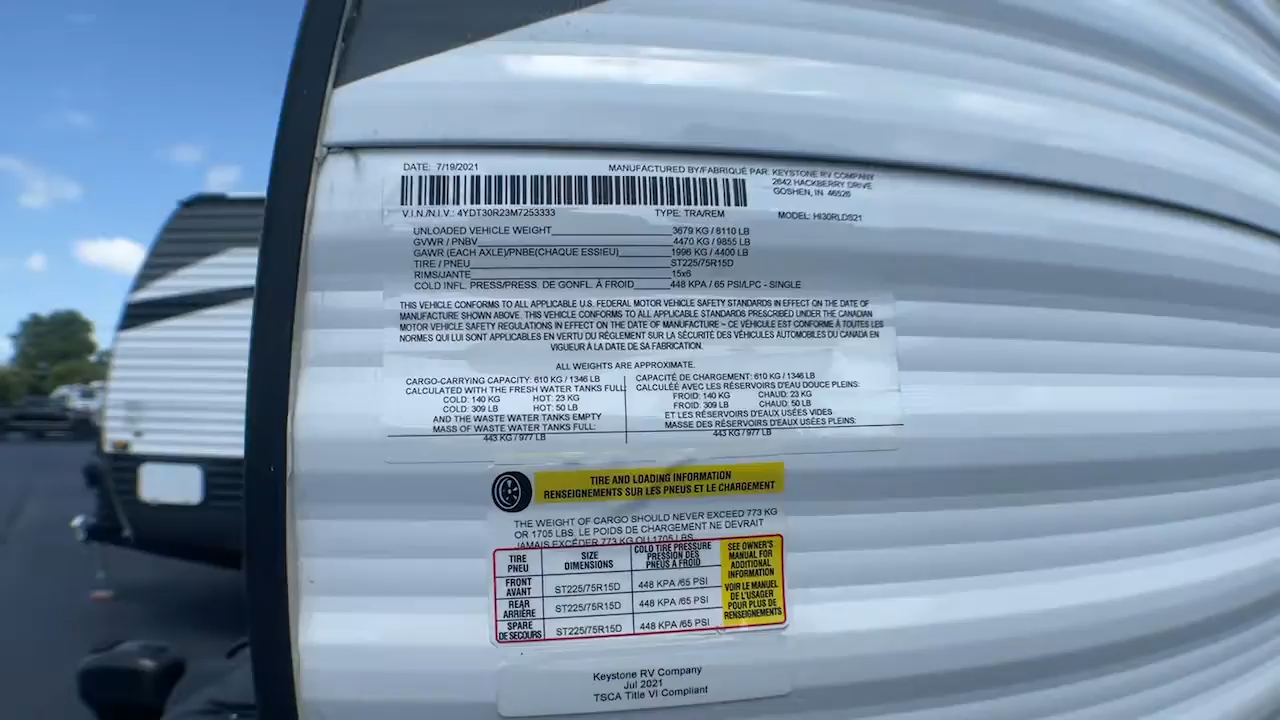 DATE: 7/19/2021 MANUFACTURED BY/FABRIQUÉ PAR: KEYSTONE RV COMPANY
2642 HACKBERRY DRIVE
GOSHEN, IN 46526
V.I.N./N.I.V.: 4YDT30R23M7253333 TYPE: TRA/REM MODEL: HI30RLDS21
UNLOADED VEHICLE WEIGHT 3679 KG / 8110 LB
GVWR / PNBV 4470 KG / 9855 LB
GAWR (EACH AXLE)/PNBE(CHAQUE ESSIEU) 1996 KG / 4400 LB
TIRE / PNEU ST225/75R15D
RIMS/JANTE 15x6
COLD INFL. PRESS/PRESS. DE GONFL. À FROID 448 KPA / 65 PSI/LPC - SINGLE
THIS VEHICLE CONFORMS TO ALL APPLICABLE U.S. FEDERAL MOTOR VEHICLE SAFETY STANDARDS IN EFFECT ON THE DATE OF
MANUFACTURE SHOWN ABOVE. THIS VEHICLE CONFORMS TO ALL APPLICABLE STANDARDS PRESCRIBED UNDER THE CANADIAN
MOTOR VEHICLE SAFETY REGULATIONS IN EFFECT ON THE DATE OF MANUFACTURE ~ CE VÉHICULE EST CONFORME À TOUTES LES
NORMES QUI LUI SONT APPLICABLES EN VERTU DU RÈGLEMENT SUR LA SÉCURITÉ DES VÉHICULES AUTOMOBILES DU CANADA EN
VIGUEUR À LA DATE DE SA FABRICATION.
ALL WEIGHTS ARE APPROXIMATE.
CARGO-CARRYING CAPACITY: 610 KG / 1346 LB
CALCULATED WITH THE FRESH WATER TANKS FULL
COLD: 140 KG HOT: 23 KG
COLD: 309 LB HOT: 50 LB
AND THE WASTE WATER TANKS EMPTY
MASS OF WASTE WATER TANKS FULL:
443 KG / 977 LB
CAPACITÉ DE CHARGEMENT: 610 KG / 1346 LB
CALCULÉE AVEC LES RÉSERVOIRS D'EAU DOUCE PLEINS:
FROID: 140 KG CHAUD: 23 KG
FROID: 309 LB CHAUD: 50 LB
ET LES RÉSERVOIRS D'EAUX USÉES VIDES
MASSE DES RÉSERVOIRS D'EAUX USÉES PLEINS:
443 KG / 977 LB
TIRE AND LOADING INFORMATION
RENSEIGNEMENTS SUR LES PNEUS ET LE CHARGEMENT
THE WEIGHT OF CARGO SHOULD NEVER EXCEED 773 KG
OR 1705 LBS. LE POIDS DE CHARGEMENT NE DEVRAIT
JAMAIS EXCÉDER 773 KG OU 1705 LBS.
TIRE
PNEU
SIZE
DIMENSIONS
COLD TIRE PRESSURE
PRESSION DES
PNEUS À FROID
FRONT
AVANT
ST225/75R15D 448 KPA /65 PSI
REAR
ARRIÈRE
ST225/75R15D 448 KPA /65 PSI
SPARE
DE SECOURS
ST225/75R15D 448 KPA /65 PSI
SEE OWNER'S
MANUAL FOR
ADDITIONAL
INFORMATION
VOIR LE MANUEL
DE L'USAGER
POUR PLUS DE
RENSEIGNEMENTS
Keystone RV Company
Jul 2021
TSCA Title VI Compliant